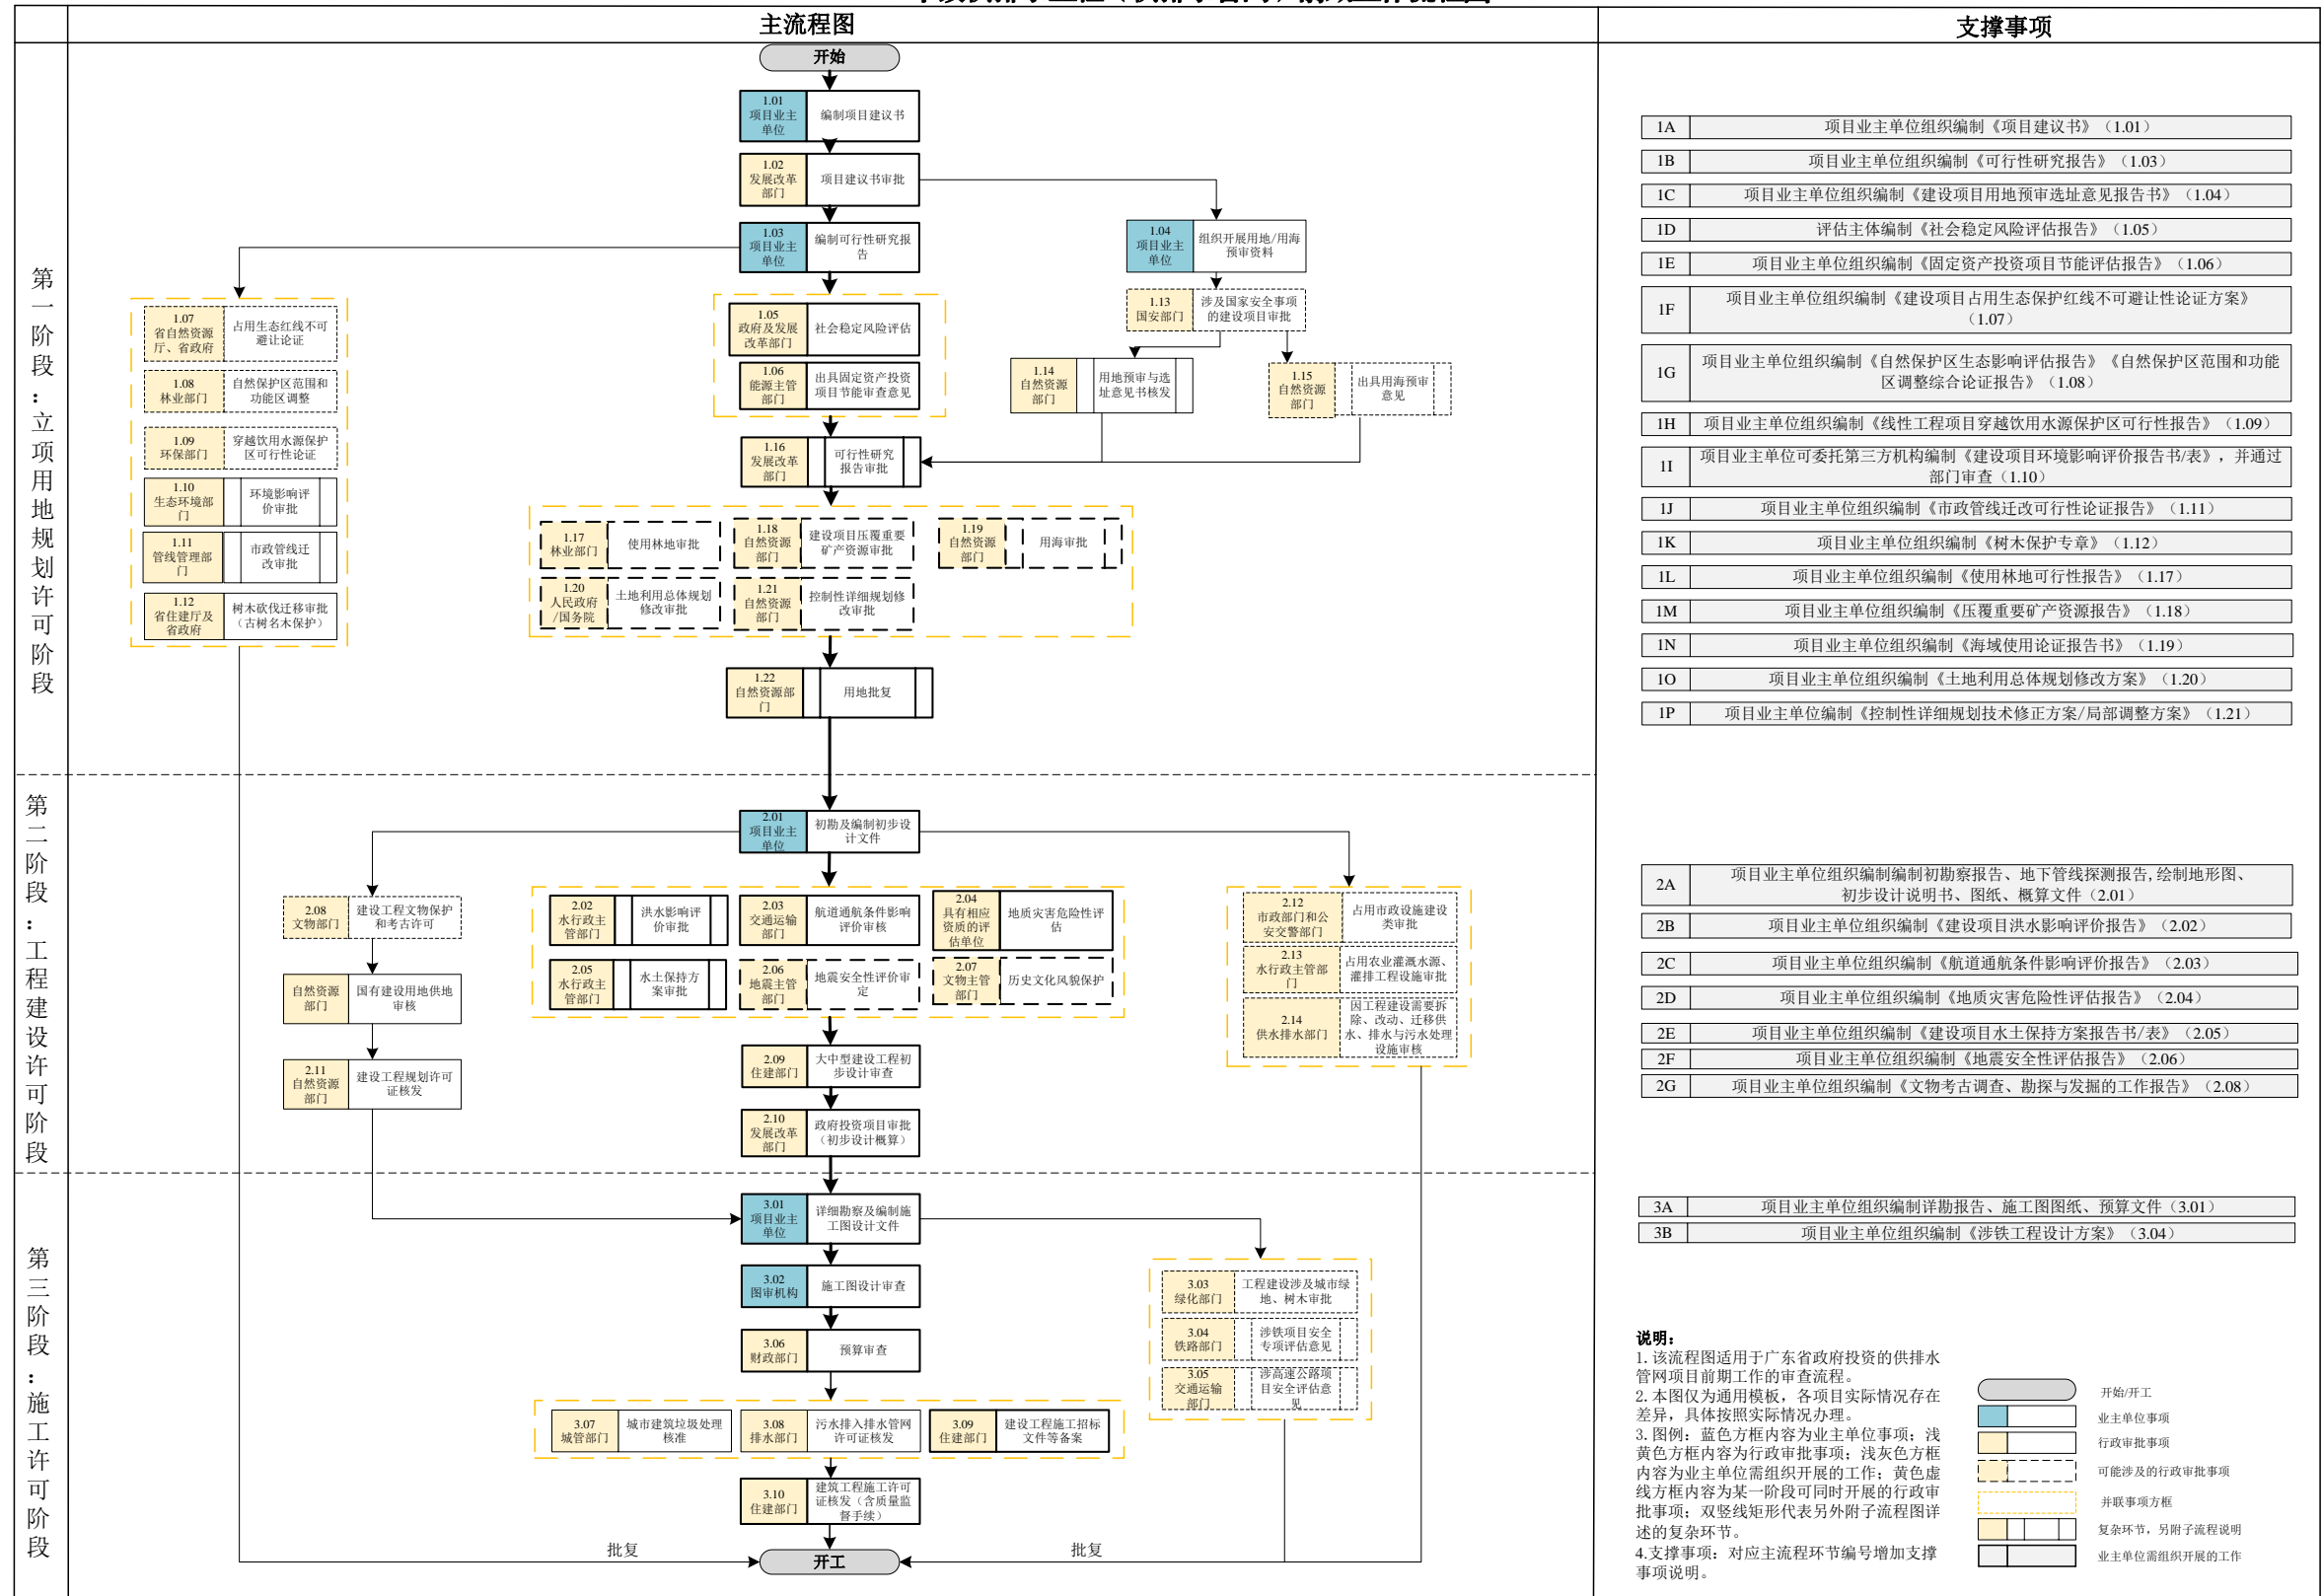 主流程图
支撑事项
第一阶段：立项用地规划许可阶段
开始
1.01
项目业主
单位
编制项目建议书
1.02
发展改革
部门
项目建议书审批
1.03
项目业主
单位
编制可行性研究报
告
1.04
项目业主
单位
组织开展用地/用海
预审资料
1.13
国安部门
涉及国家安全事项
的建设项目审批
1.05
政府及发展
改革部门
社会稳定风险评估
1.06
能源主管
部门
出具固定资产投资
项目节能审查意见
1.07
省自然资源
厅、省政府
占用生态红线不可
避让论证
1.08
林业部门
自然保护区范围和
功能区调整
1.09
环保部门
穿越饮用水源保护
区可行性论证
1.10
生态环境部
门
环境影响评
价审批
1.11
管线管理部
门
市政管线迁
改审批
1.12
省住建厅及
省政府
树木砍伐迁移审批
（古树名木保护）
1.14
自然资源
部门
用地预审与选
址意见书核发
1.15
自然资源
部门
出具用海预审
意见
1.16
发展改革
部门
可行性研究
报告审批
1.17
林业部门
使用林地审批
1.18
自然资源
部门
建设项目压覆重要
矿产资源审批
1.19
自然资源
部门
用海审批
1.20
人民政府
/国务院
土地利用总体规划
修改审批
1.21
自然资源
部门
控制性详细规划修
改审批
1.22
自然资源部
门
用地批复
1A
项目业主单位组织编制《项目建议书》（1.01）
1B
项目业主单位组织编制《可行性研究报告》（1.03）
1C
项目业主单位组织编制《建设项目用地预审选址意见报告书》（1.04）
1D
评估主体编制《社会稳定风险评估报告》（1.05）
1E
项目业主单位组织编制《固定资产投资项目节能评估报告》（1.06）
1F
项目业主单位组织编制《建设项目占用生态保护红线不可避让性论证方案》
（1.07）
1G
项目业主单位组织编制《自然保护区生态影响评估报告》《自然保护区范围和功能
区调整综合论证报告》（1.08）
1H
项目业主单位组织编制《线性工程项目穿越饮用水源保护区可行性报告》（1.09）
1I
项目业主单位可委托第三方机构编制《建设项目环境影响评价报告书/表》，并通过
部门审查（1.10）
1J
项目业主单位组织编制《市政管线迁改可行性论证报告》（1.11）
1K
项目业主单位组织编制《树木保护专章》（1.12）
1L
项目业主单位组织编制《使用林地可行性报告》（1.17）
1M
项目业主单位组织编制《压覆重要矿产资源报告》（1.18）
1N
项目业主单位组织编制《海域使用论证报告书》（1.19）
1O
项目业主单位组织编制《土地利用总体规划修改方案》（1.20）
1P
项目业主单位编制《控制性详细规划技术修正方案/局部调整方案》（1.21）
第二阶段：工程建设许可阶段
2.01
项目业主
单位
初勘及编制初步设
计文件
2.08
文物部门
建设工程文物保护
和考古许可
自然资源
部门
国有建设用地供地
审核
2.11
自然资源
部门
建设工程规划许可
证核发
2.02
水行政主
管部门
洪水影响评
价审批
2.03
交通运输
部门
航道通航条件影响
评价审核
2.04
具有相应
资质的评
估单位
地质灾害危险性评
估
2.05
水行政主
管部门
水土保持方
案审批
2.06
地震主管
部门
地震安全性评价审
定
2.07
文物主管
部门
历史文化风貌保护
2.12
市政部门和公
安交警部门
占用市政设施建设
类审批
2.13
水行政主管部
门
占用农业灌溉水源、
灌排工程设施审批
2.14
供水排水部门
因工程建设需要拆
除、改动、迁移供
水、排水与污水处理
设施审核
2.09
住建部门
大中型建设工程初
步设计审查
2.10
发展改革
部门
政府投资项目审批
（初步设计概算）
2A
项目业主单位组织编制编制初勘察报告、地下管线探测报告,绘制地形图、
初步设计说明书、图纸、概算文件（2.01）
2B
项目业主单位组织编制《建设项目洪水影响评价报告》（2.02）
2C
项目业主单位组织编制《航道通航条件影响评价报告》（2.03）
2D
项目业主单位组织编制《地质灾害危险性评估报告》（2.04）
2E
项目业主单位组织编制《建设项目水土保持方案报告书/表》（2.05）
2F
项目业主单位组织编制《地震安全性评估报告》（2.06）
2G
项目业主单位组织编制《文物考古调查、勘探与发掘的工作报告》（2.08）
第三阶段：施工许可阶段
3.01
项目业主
单位
详细勘察及编制施
工图设计文件
3.02
图审机构
施工图设计审查
3.06
财政部门
预算审查
3.03
绿化部门
工程建设涉及城市绿
地、树木审批
3.04
铁路部门
涉铁项目安全
专项评估意见
3.05
交通运输
部门
涉高速公路项
目安全评估意
见
3.07
城管部门
城市建筑垃圾处理
核准
3.08
排水部门
污水排入排水管网
许可证核发
3.09
住建部门
建设工程施工招标
文件等备案
3.10
住建部门
建筑工程施工许可
证核发（含质量监
督手续）
批复
开工
批复
3A
项目业主单位组织编制详勘报告、施工图图纸、预算文件（3.01）
3B
项目业主单位组织编制《涉铁工程设计方案》（3.04）
说明：
1. 该流程图适用于广东省政府投资的供排水
管网项目前期工作的审查流程。
2. 本图仅为通用模板，各项目实际情况存在
差异，具体按照实际情况办理。
3. 图例：蓝色方框内容为业主单位事项；浅
黄色方框内容为行政审批事项；浅灰色方框
内容为业主单位需组织开展的工作；黄色虚
线方框内容为某一阶段可同时开展的行政审
批事项；双竖线矩形代表另外附子流程图详
述的复杂环节。
4.支撑事项：对应主流程环节编号增加支撑
事项说明。
开始/开工
业主单位事项
行政审批事项
可能涉及的行政审批事项
并联事项方框
复杂环节，另附子流程说明
业主单位需组织开展的工作